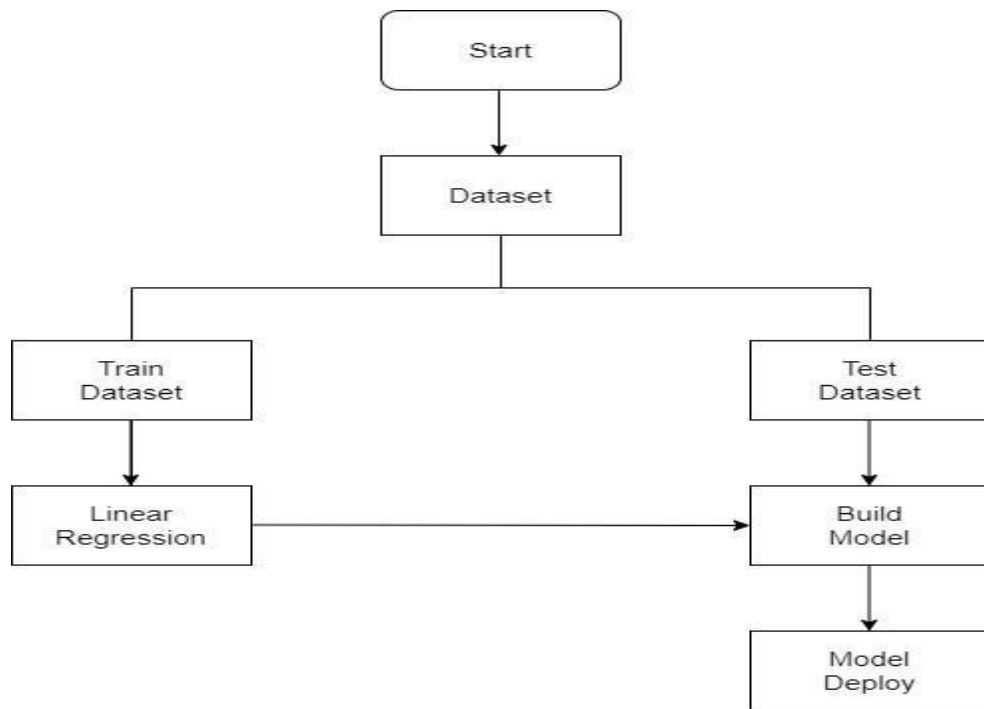 Start
Dataset
Train
Dataset
Test
Dataset
Linear
Regression
Build
Model
Model
Deploy